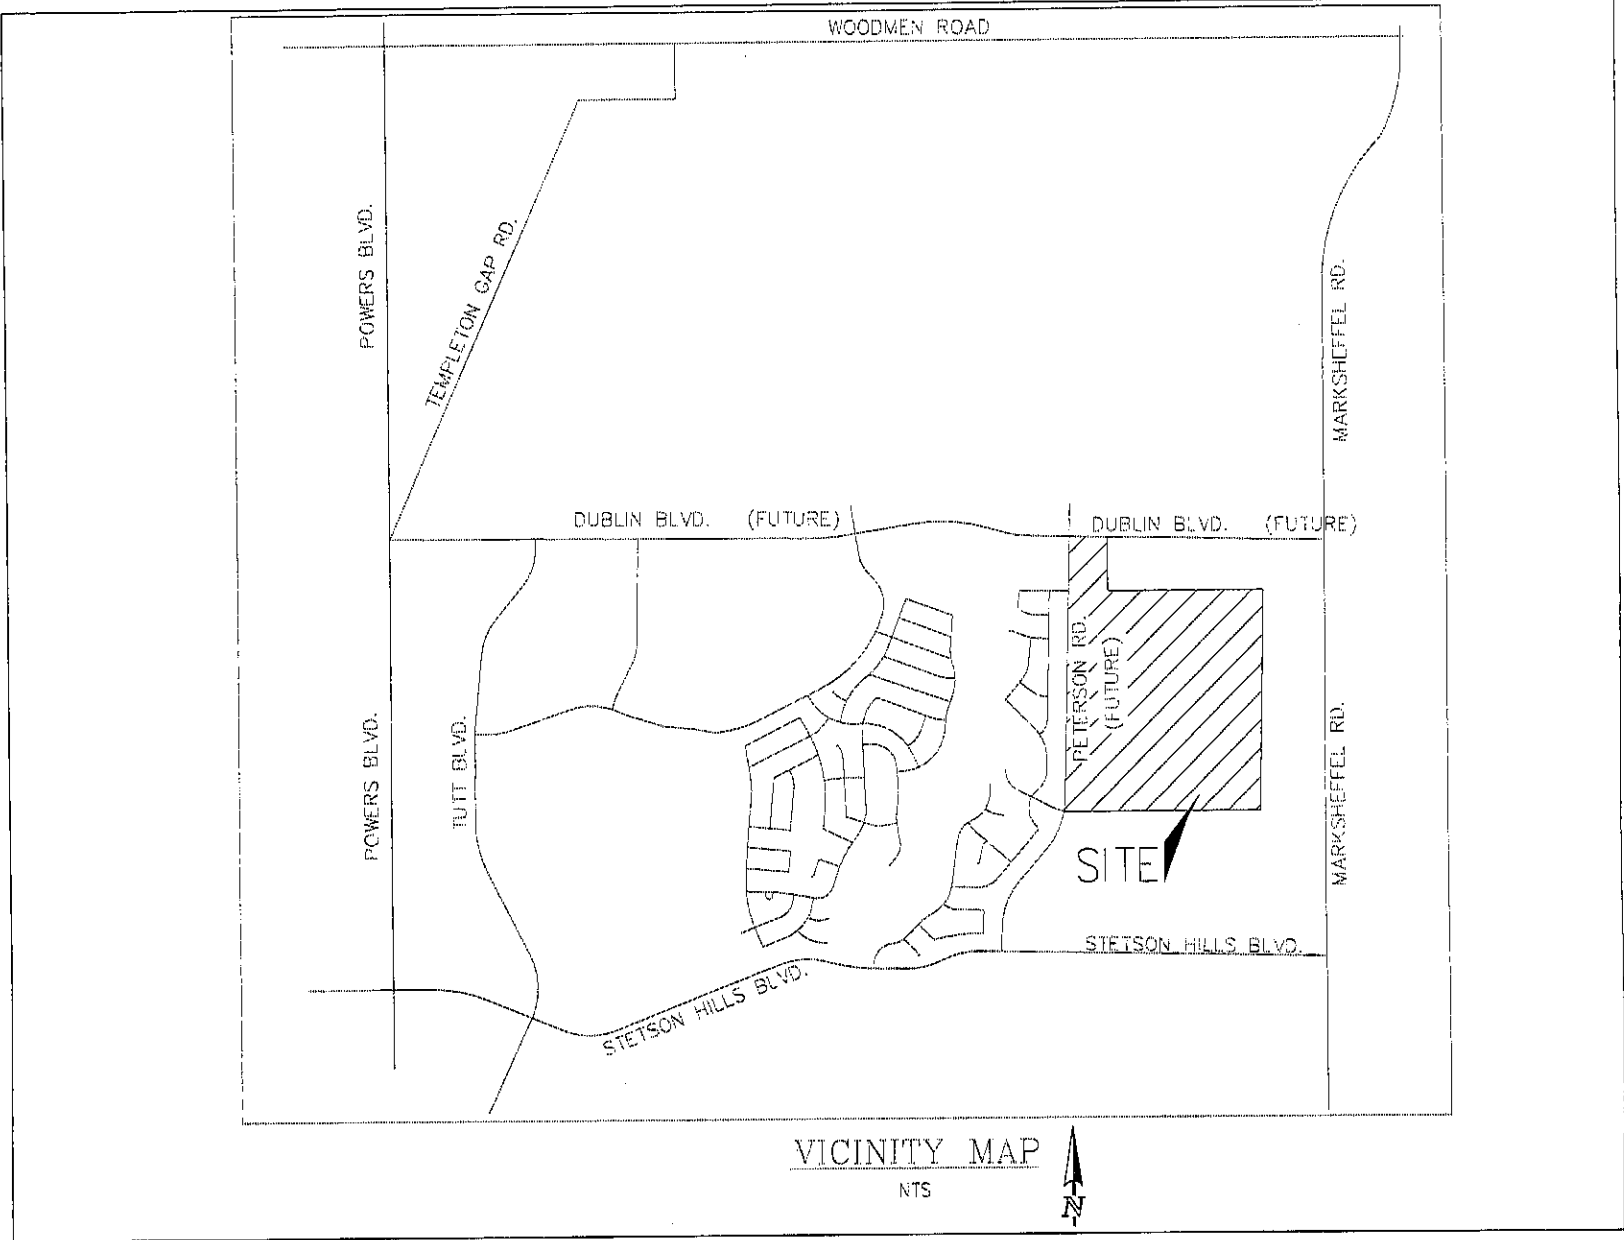 WOODMEN ROAD
POWERS BLVD.
TEMPLETON GAP RD.
MARKSHEFFEL RD.
DUBLIN BLVD. (FUTURE)
DUBLIN BLVD. (FUTURE)
PETERSON RD.
(FUTURE)
POWERS BLVD.
TUTT BLVD.
MARKSHEFFEL RD.
SITE
STETSON HILLS BLVD.
STETSON HILLS BLVD.
VICINITY MAP
NTS
N